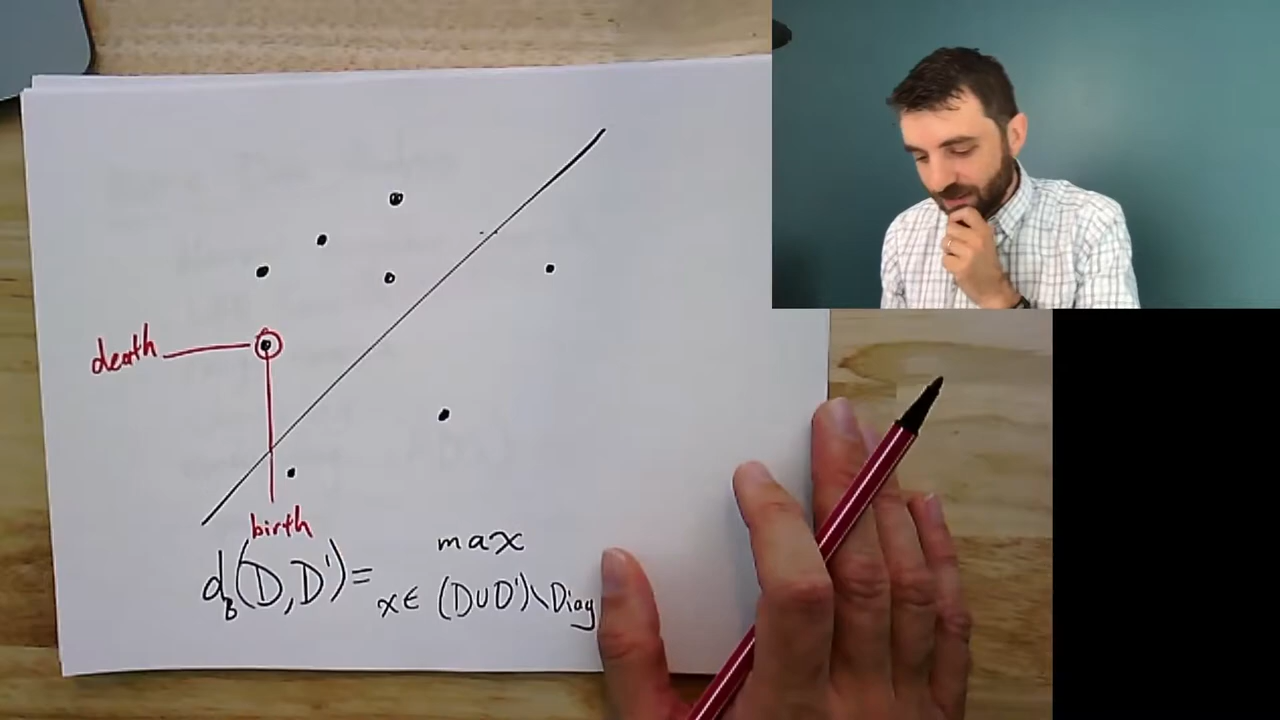 death
birth
max
d_B(D,D')=
x∈ (D∪D')\Diag